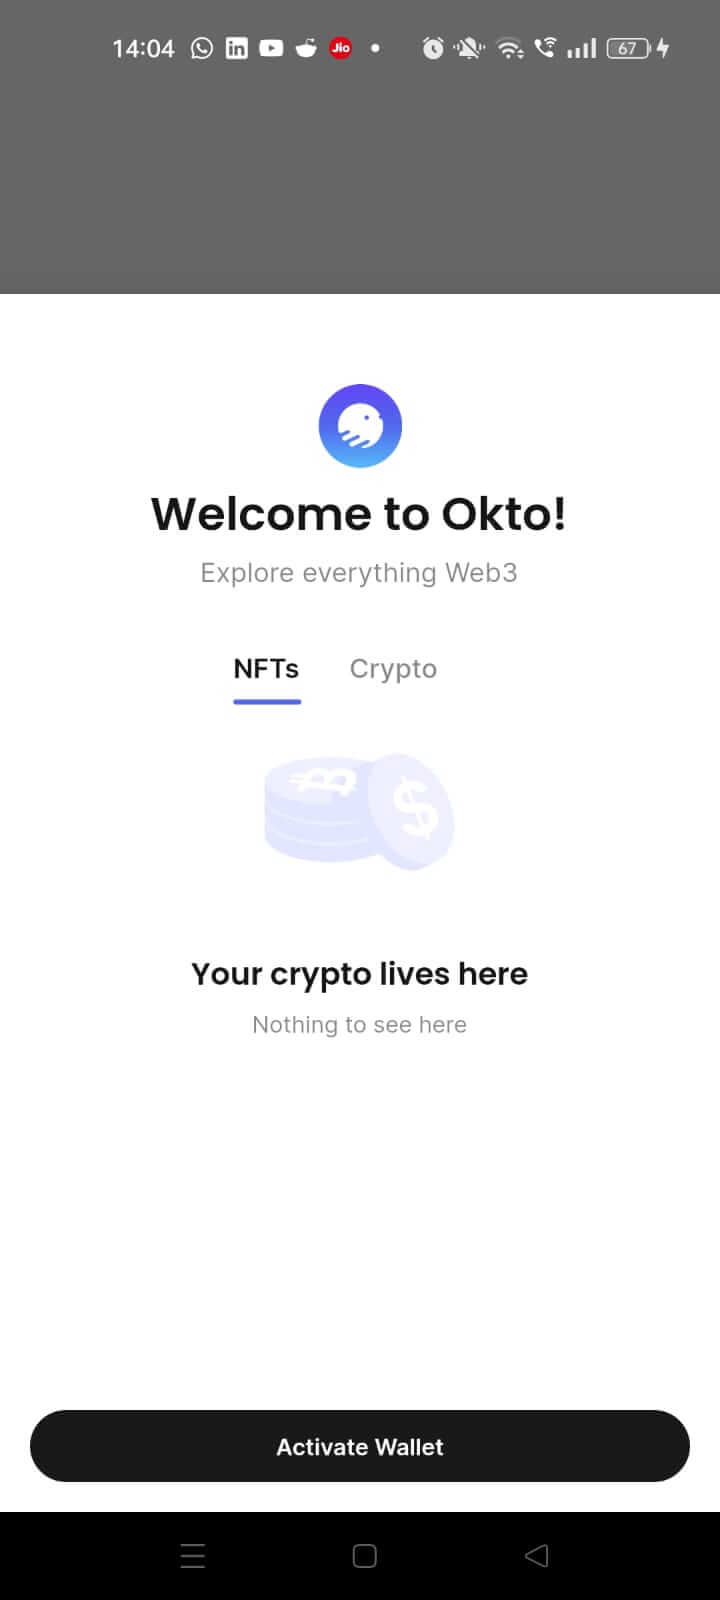 14:04 Jio 67
Welcome to Okto!
Explore everything Web3
NFTs Crypto
$
Your crypto lives here
Nothing to see here
Activate Wallet